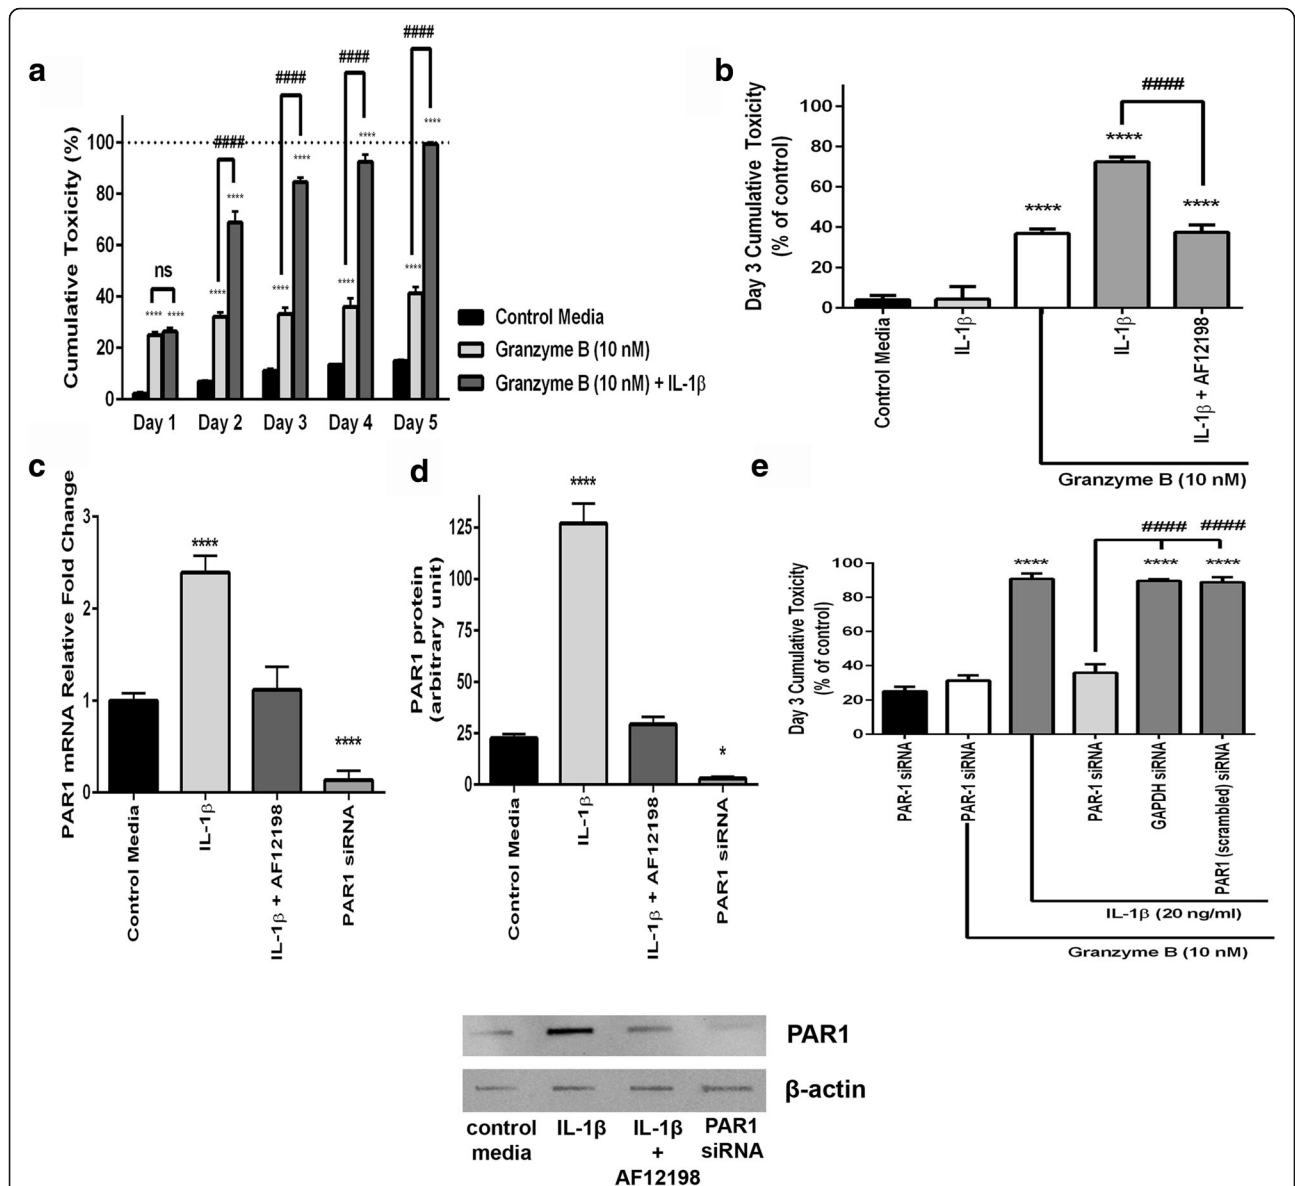 a
Cumulative Toxicity (%)
100
80
60
40
20
0
ns
**** ****
####
**** ****
####
**** ****
####
**** ****
####
**** ****
Day 1 Day 2 Day 3 Day 4 Day 5
Control Media
Granzyme B (10 nM)
Granzyme B (10 nM) + IL-1β
b
Day 3 Cumulative Toxicity
(% of control)
100
80
60
40
20
0
####
****
****
****
Control Media
IL-1β
IL-1β
IL-1β + AF12198
Granzyme B (10 nM)
c
PAR1 mRNA Relative Fold Change
3
2
1
0
****
****
Control Media
IL-1β
IL-1β + AF12198
PAR1 siRNA
d
PAR1 protein
(arbitrary unit)
125
100
75
50
25
0
****
*
Control Media
IL-1β
IL-1β + AF12198
PAR1 siRNA
e
Day 3 Cumulative Toxicity
(% of control)
100
80
60
40
20
0
#### ####
**** **** ****
PAR-1 siRNA
PAR-1 siRNA
PAR-1 siRNA
GAPDH siRNA
PAR1 (scrambled) siRNA
IL-1β (20 ng/ml)
Granzyme B (10 nM)
PAR1
β-actin
control
media
IL-1β
IL-1β
+
AF12198
PAR1
siRNA